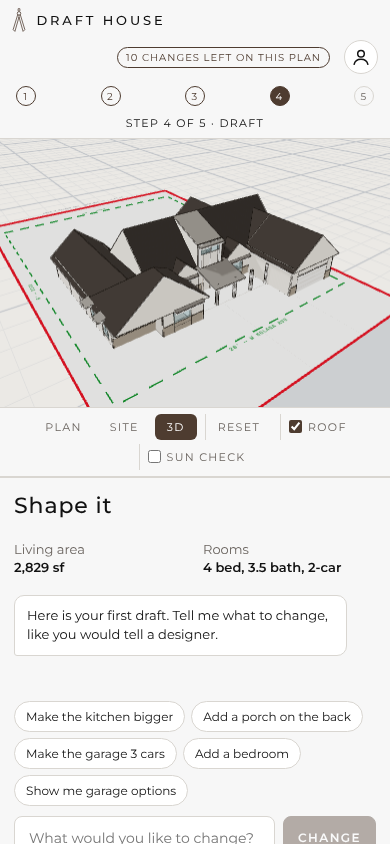 DRAFT HOUSE
10 CHANGES LEFT ON THIS PLAN
1 2 3 4 5
STEP 4 OF 5 · DRAFT
PLAN SITE 3D RESET ROOF
SUN CHECK
Shape it
Living area Rooms
2,829 sf 4 bed, 3.5 bath, 2-car
Here is your first draft. Tell me what to change,
like you would tell a designer.
Make the kitchen bigger Add a porch on the back
Make the garage 3 cars Add a bedroom
Show me garage options
What would you like to change? CHANGE